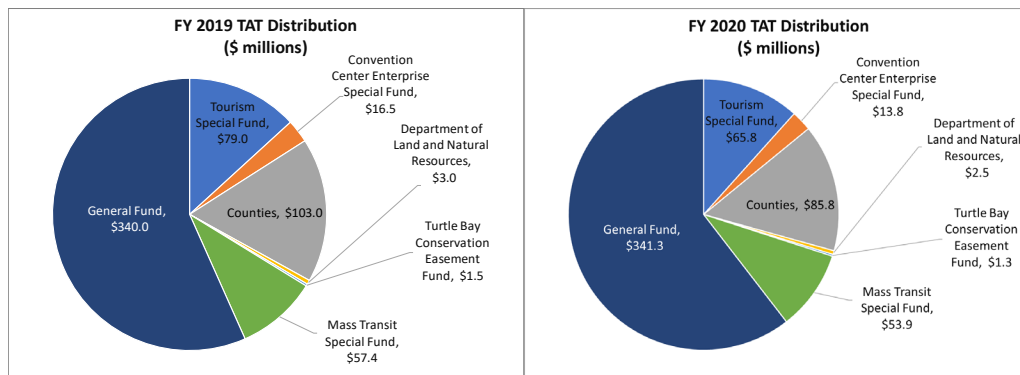 FY 2019 TAT Distribution
($ millions)
Convention
Center Enterprise
Special Fund,
$16.5
Tourism
Special Fund,
$79.0
Department of
Land and Natural
Resources,
$3.0
General Fund,
$340.0
Counties, $103.0
Turtle Bay
Conservation
Easement
Fund, $1.5
Mass Transit
Special Fund,
$57.4
FY 2020 TAT Distribution
($ millions)
Convention
Center Enterprise
Special Fund,
$13.8
Tourism
Special Fund,
$65.8
Department of
Land and Natural
Resources,
$2.5
Counties, $85.8
General Fund,
$341.3
Turtle Bay
Conservation
Easement
Fund, $1.3
Mass Transit
Special Fund,
$53.9